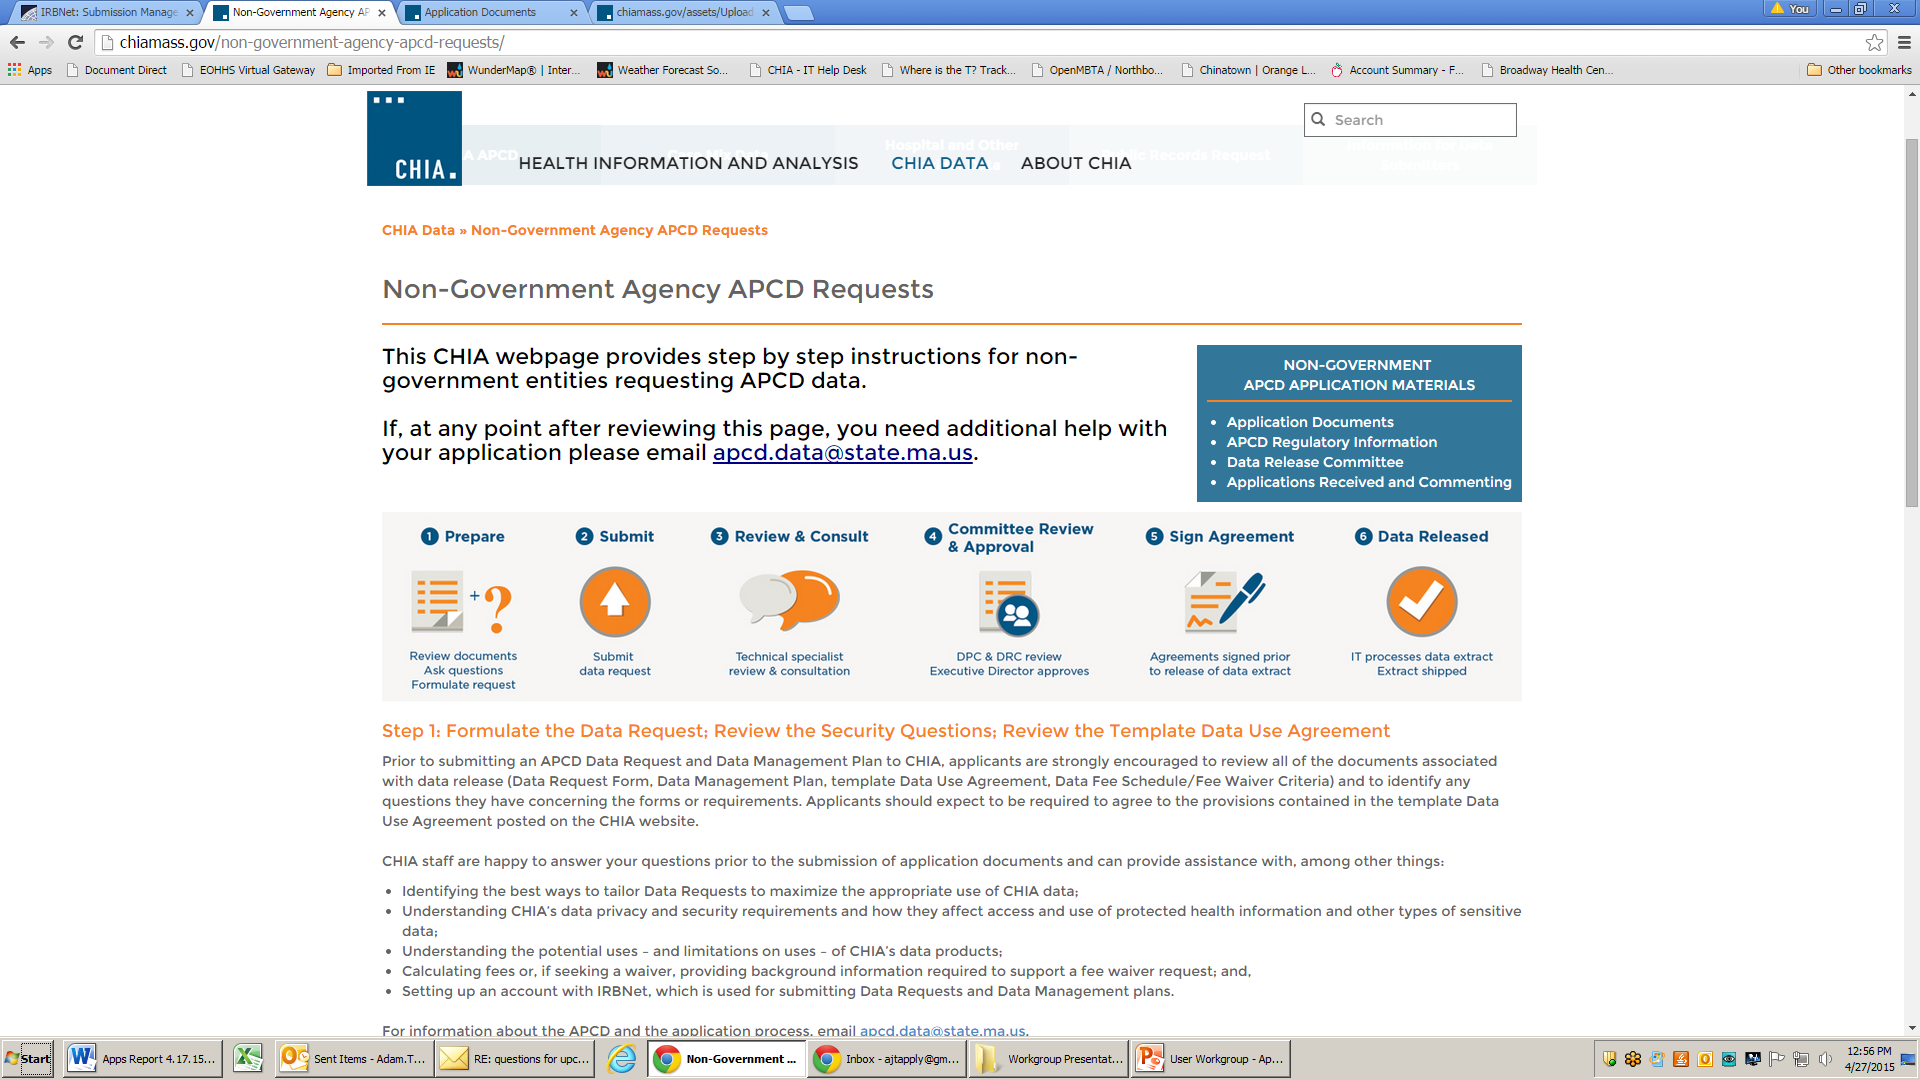 IRBNet: Submission Manage
Non-Government Agency AP
Application Documents
chiamass.gov/assets/Upload
You
chiamass.gov/non-government-agency-apcd-requests/
Apps
Document Direct
EOHHS Virtual Gateway
Imported From IE
WunderMap® | Inter...
Weather Forecast So...
CHIA - IT Help Desk
Where is the T? Track...
OpenMBTA / Northbo...
Chinatown | Orange L...
Account Summary - F...
Broadway Health Cen...
Other bookmarks
CHIA.
Search
A APCD
Hospital and Other
Public Records Request
HEALTH INFORMATION AND ANALYSIS
CHIA DATA
ABOUT CHIA
CHIA Data » Non-Government Agency APCD Requests
Non-Government Agency APCD Requests
This CHIA webpage provides step by step instructions for non-
government entities requesting APCD data.
If, at any point after reviewing this page, you need additional help with
your application please email apcd.data@state.ma.us.
NON-GOVERNMENT
APCD APPLICATION MATERIALS
• Application Documents
• APCD Regulatory Information
• Data Release Committee
• Applications Received and Commenting
1 Prepare
2 Submit
3 Review & Consult
4 Committee Review
& Approval
5 Sign Agreement
6 Data Released
+ ?
Review documents
Ask questions
Formulate request
Submit
data request
Technical specialist
review & consultation
DPC & DRC review
Executive Director approves
Agreements signed prior
to release of data extract
IT processes data extract
Extract shipped
Step 1: Formulate the Data Request; Review the Security Questions; Review the Template Data Use Agreement
Prior to submitting an APCD Data Request and Data Management Plan to CHIA, applicants are strongly encouraged to review all of the documents associated
with data release (Data Request Form, Data Management Plan, template Data Use Agreement, Data Fee Schedule/Fee Waiver Criteria) and to identify any
questions they have concerning the forms or requirements. Applicants should expect to be required to agree to the provisions contained in the template Data
Use Agreement posted on the CHIA website.
CHIA staff are happy to answer your questions prior to the submission of application documents and can provide assistance with, among other things:
• Identifying the best ways to tailor Data Requests to maximize the appropriate use of CHIA data;
• Understanding CHIA's data privacy and security requirements and how they affect access and use of protected health information and other types of sensitive
data;
• Understanding the potential uses – and limitations on uses – of CHIA's data products;
• Calculating fees or, if seeking a waiver, providing background information required to support a fee waiver request; and,
• Setting up an account with IRBNet, which is used for submitting Data Requests and Data Management plans.
For information about the APCD and the application process, email apcd.data@state.ma.us.
Start
Apps Report 4.17.15...
Sent Items - Adam.T...
RE: questions for upc...
Non-Government ...
Inbox - ajtapply@gm...
Workgroup Presentat...
User Workgroup - Ap...
12:56 PM
4/27/2015